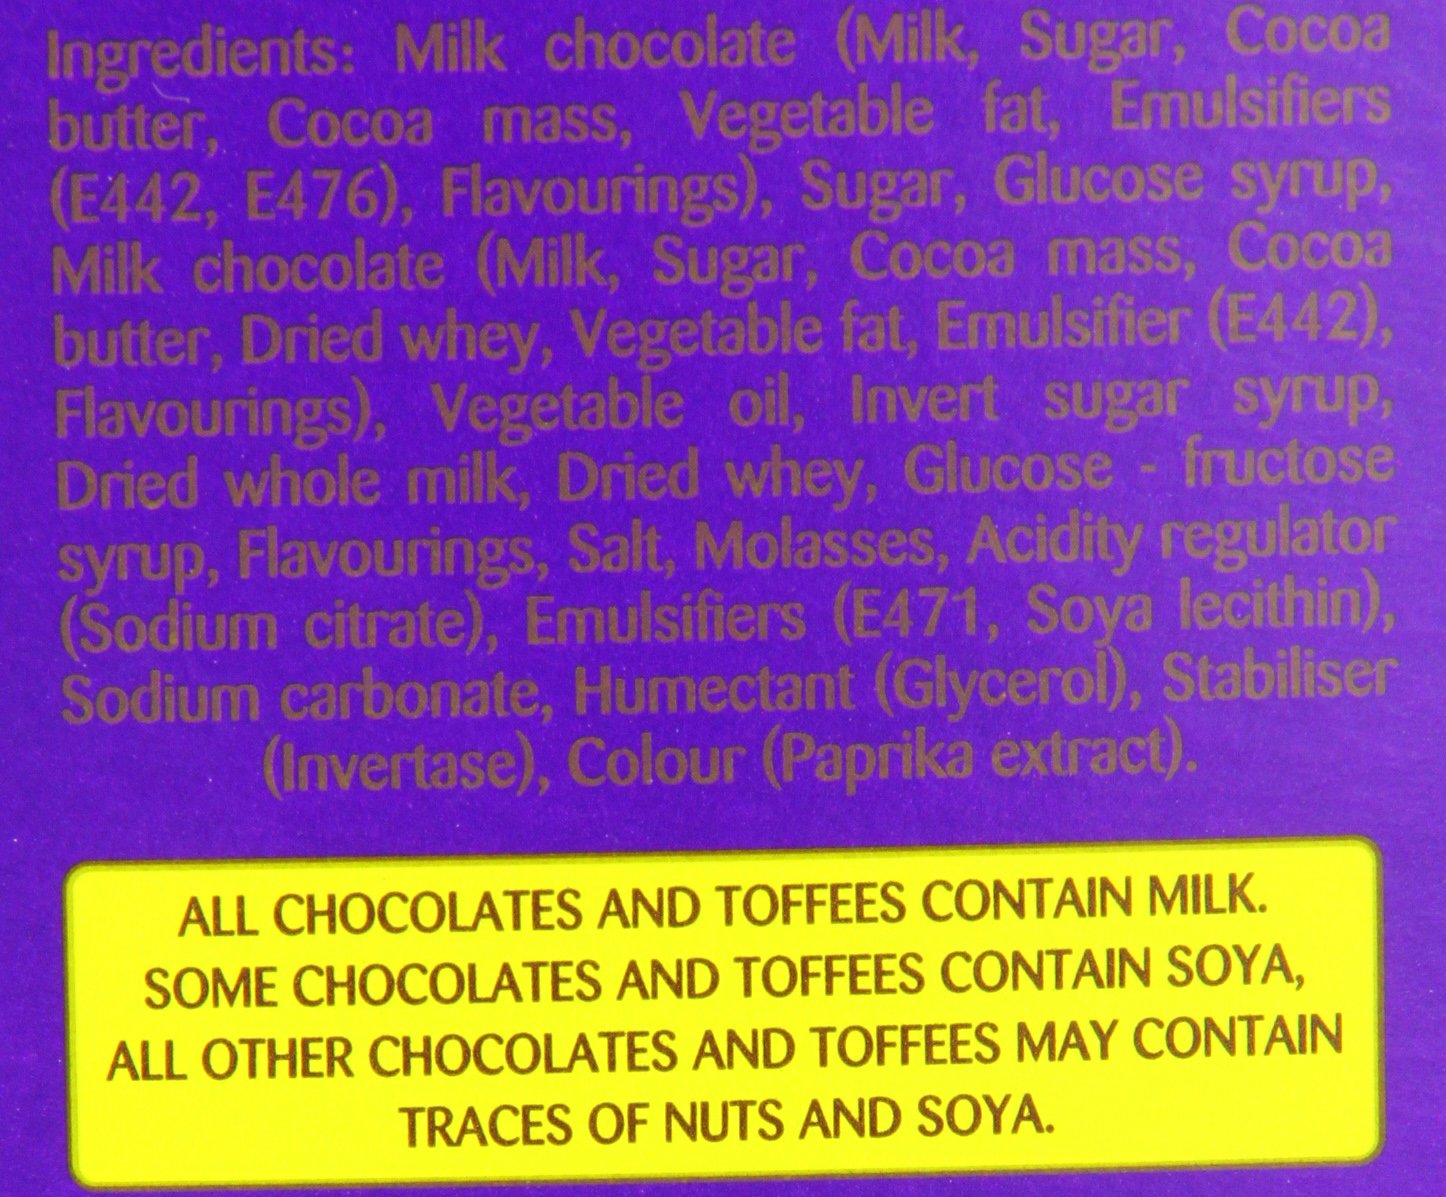 Ingredients: Milk chocolate (Milk, Sugar, Cocoa
butter, Cocoa mass, Vegetable fat, Emulsifiers
(E442, E476), Flavourings), Sugar, Glucose syrup,
Milk chocolate (Milk, Sugar, Cocoa mass, Cocoa
butter, Dried whey, Vegetable fat, Emulsifier (E442),
Flavourings), Vegetable oil, Invert sugar syrup,
Dried whole milk, Dried whey, Glucose - fructose
syrup, Flavourings, Salt, Molasses, Acidity regulator
(Sodium citrate), Emulsifiers (E471, Soya lecithin),
Sodium carbonate, Humectant (Glycerol), Stabiliser
(Invertase), Colour (Paprika extract).
ALL CHOCOLATES AND TOFFEES CONTAIN MILK.
SOME CHOCOLATES AND TOFFEES CONTAIN SOYA,
ALL OTHER CHOCOLATES AND TOFFEES MAY CONTAIN
TRACES OF NUTS AND SOYA.